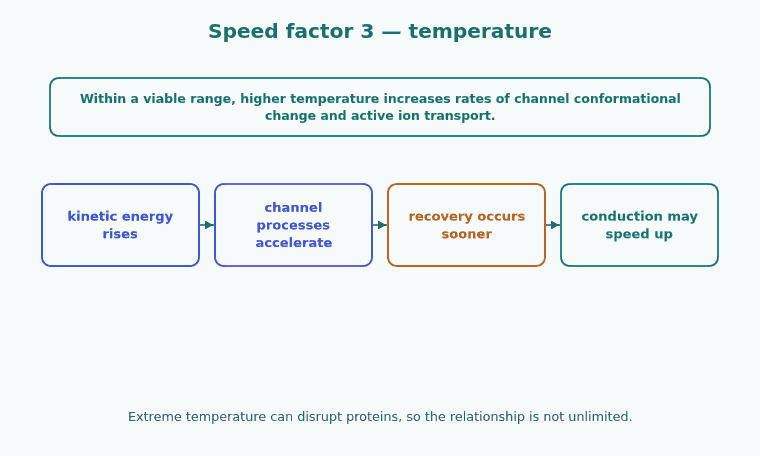 Speed factor 3 — temperature
Within a viable range, higher temperature increases rates of channel conformational
change and active ion transport.
kinetic energy
rises
channel
processes
accelerate
recovery occurs
sooner
conduction may
speed up
Extreme temperature can disrupt proteins, so the relationship is not unlimited.